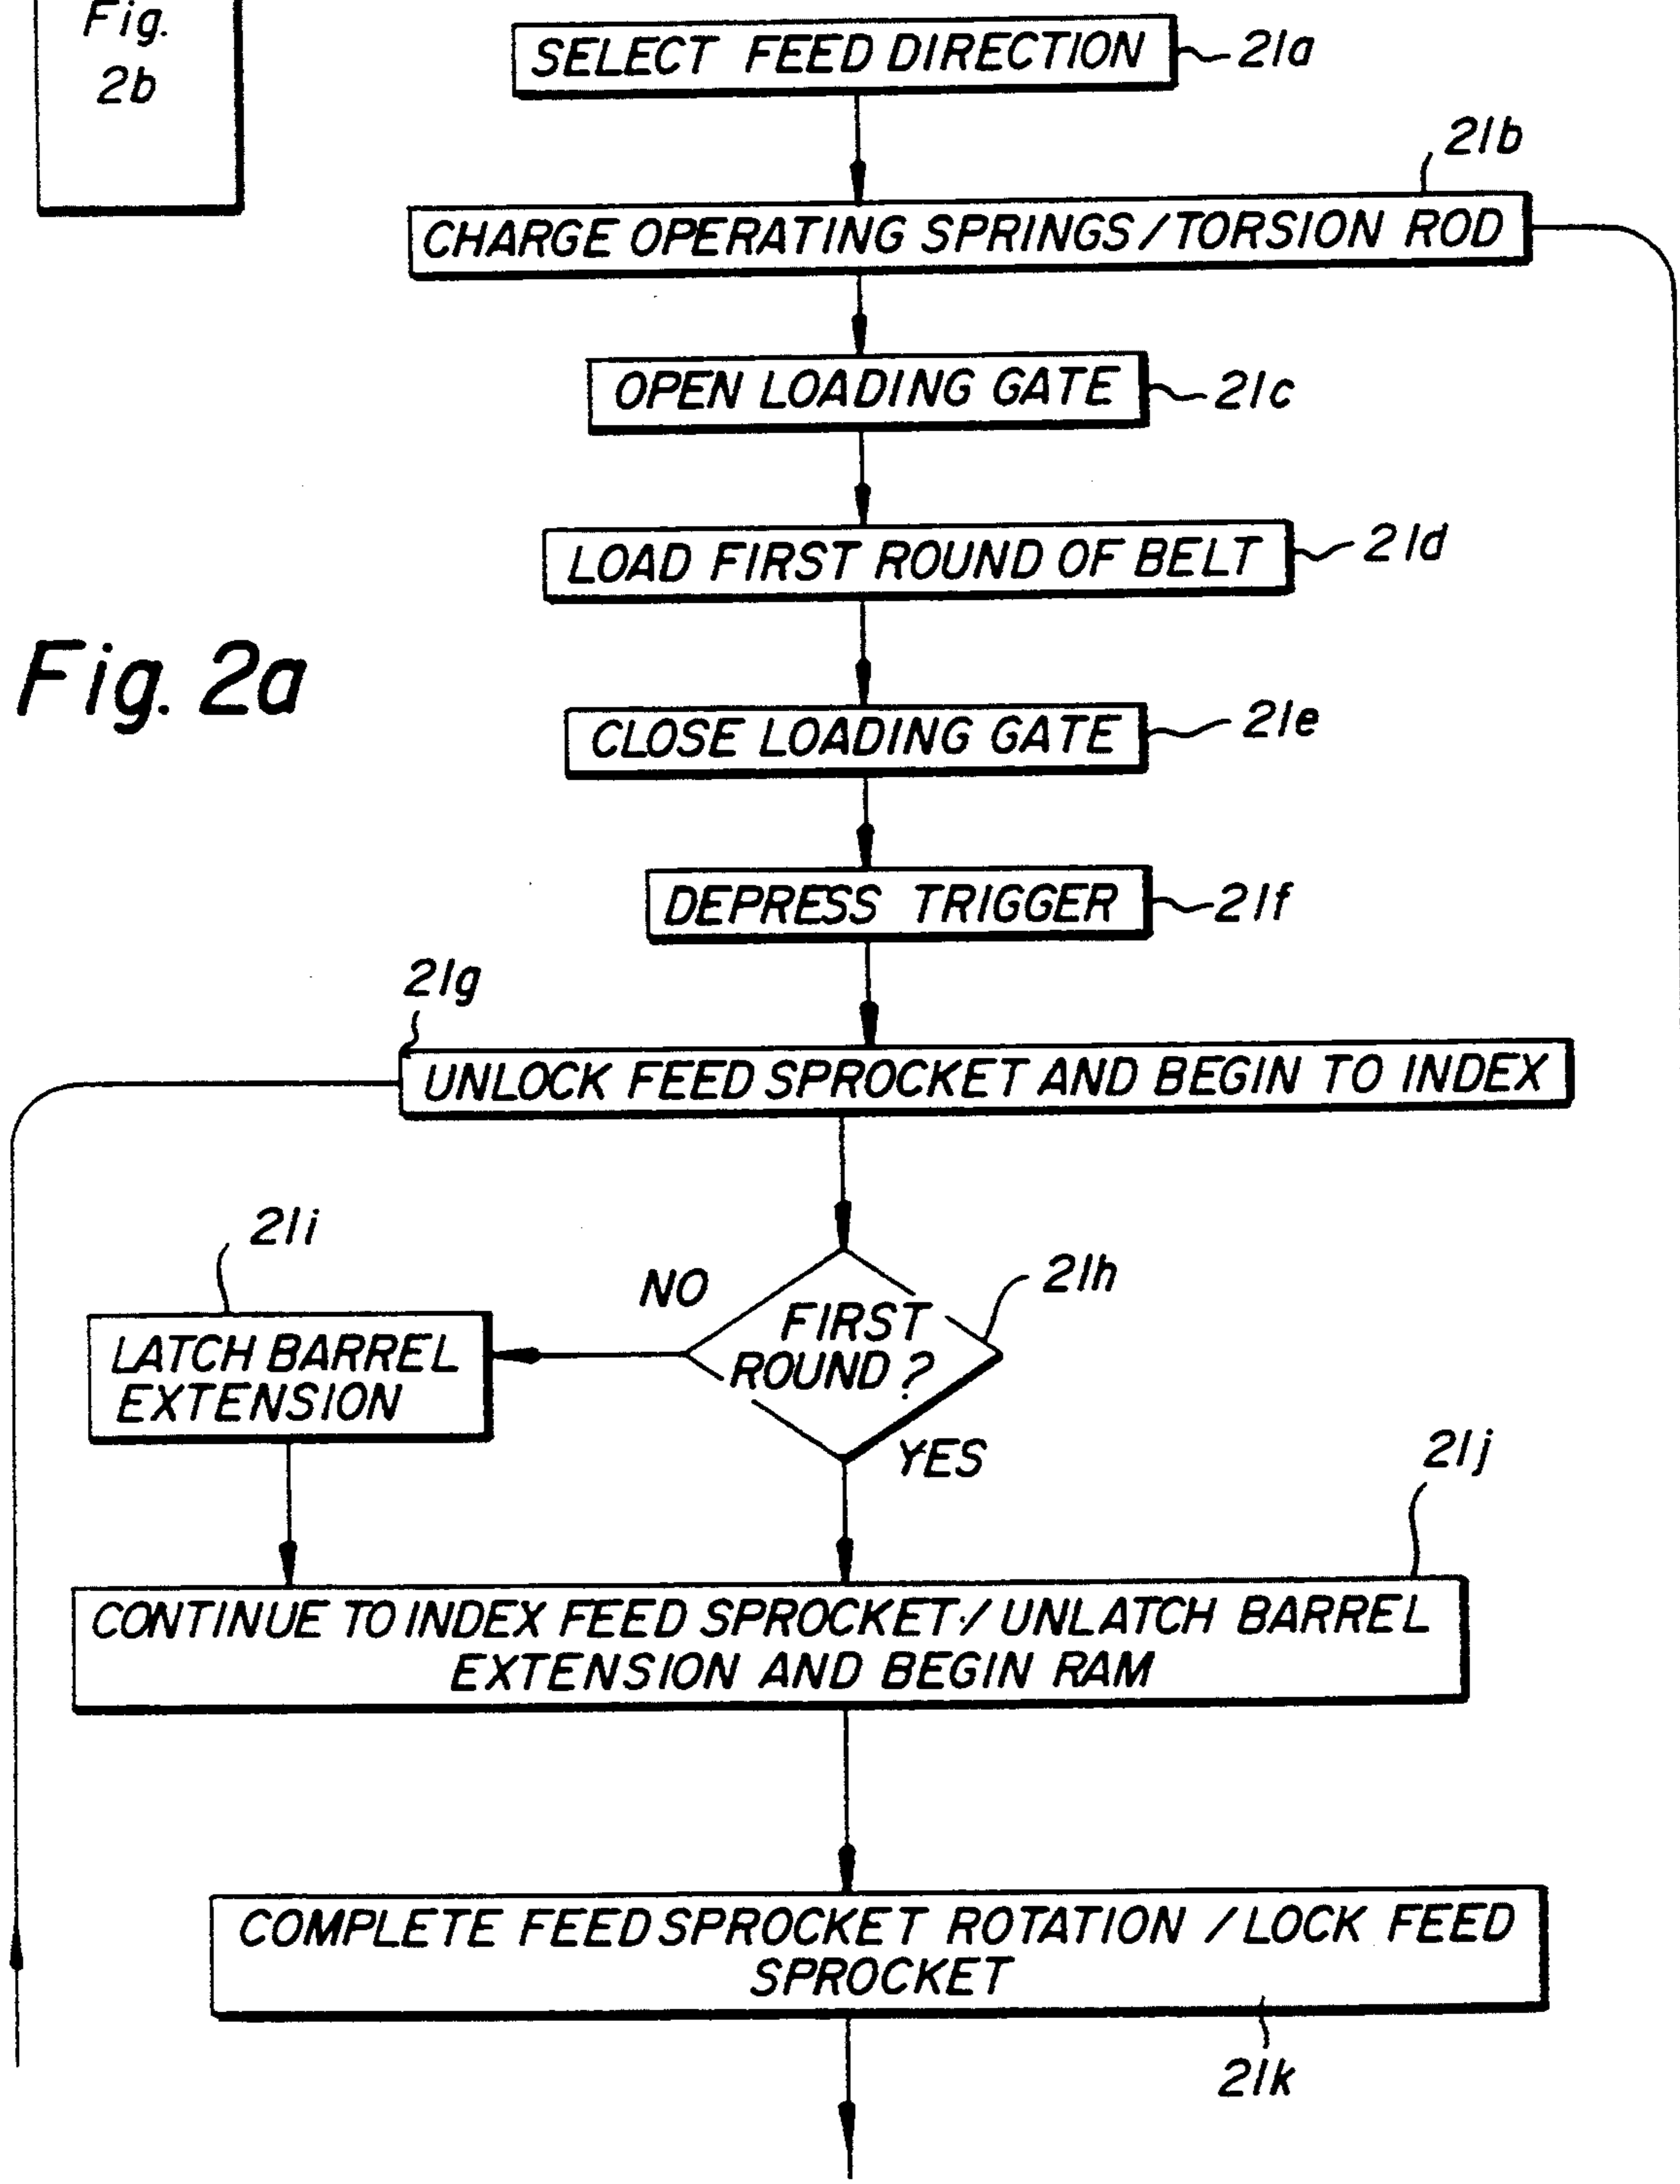 Fig.
2b
SELECT FEED DIRECTION
21a
21b
CHARGE OPERATING SPRINGS/TORSION ROD
OPEN LOADING GATE
21c
LOAD FIRST ROUND OF BELT
21d
Fig. 2a
CLOSE LOADING GATE
21e
DEPRESS TRIGGER
21f
21g
UNLOCK FEED SPROCKET AND BEGIN TO INDEX
21i
NO
21h
FIRST
ROUND?
LATCH BARREL
EXTENSION
YES
21j
CONTINUE TO INDEX FEED SPROCKET/UNLATCH BARREL
EXTENSION AND BEGIN RAM
COMPLETE FEED SPROCKET ROTATION / LOCK FEED
SPROCKET
21k